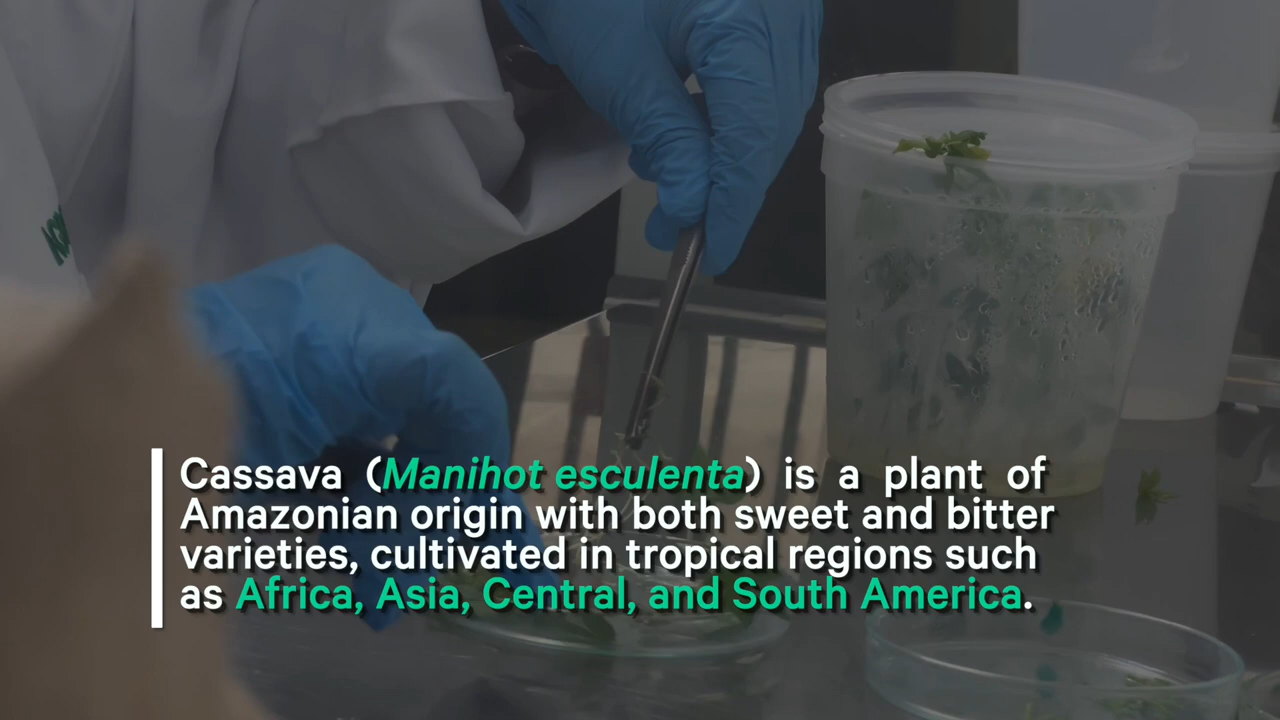 Cassava (Manihot esculenta) is a plant of
Amazonian origin with both sweet and bitter
varieties, cultivated in tropical regions such
as Africa, Asia, Central, and South America.